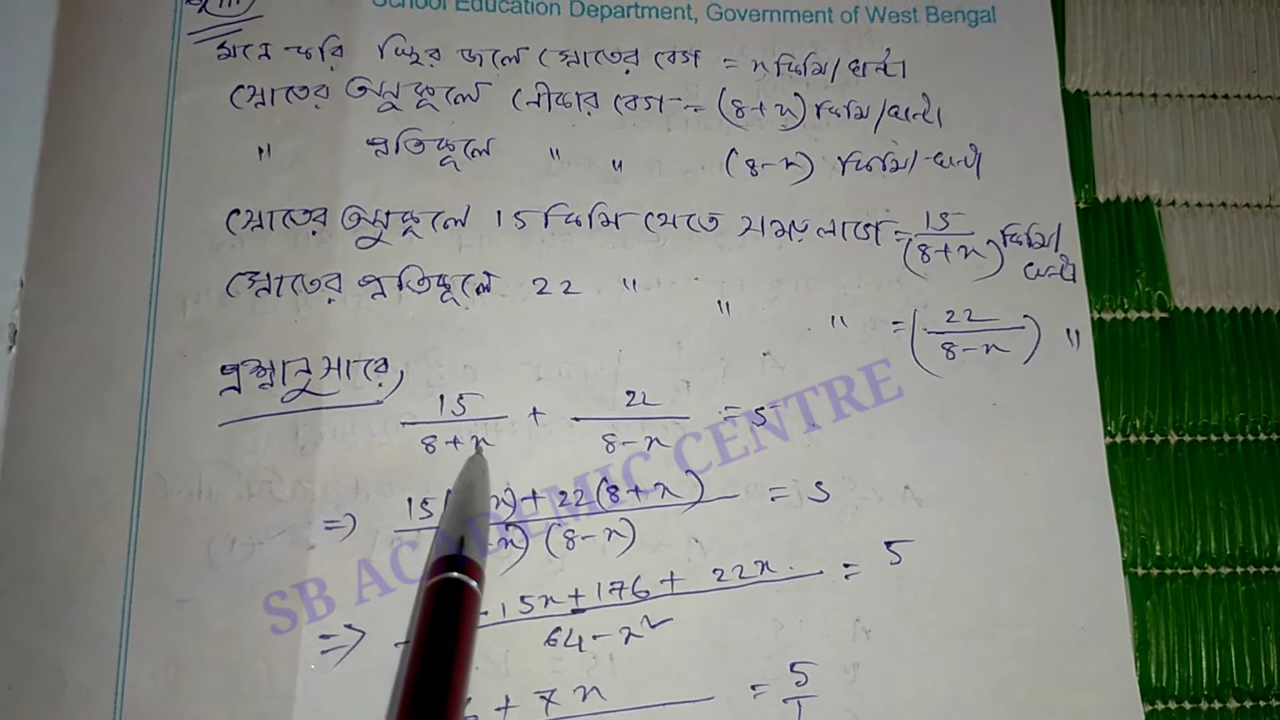 School Education Department, Government of West Bengal
মনে করি স্থির জলে স্রোতের বেগ = x কিমি/ঘন্টা
স্রোতের অনুকূলে নৌকার বেগ = (8+x) কিমি/ঘন্টা
" প্রতিকূলে " " (8-x) কিমি/ঘন্টা
স্রোতের অনুকূলে 15 কিমি যেতে সময় লাগে = 15/(8+x) কিমি/ঘন্টা
স্রোতের প্রতিকূলে 22 " " " = (22/(8-x)) "
প্রশ্নানুসারে,
15/(8+x) + 22/(8-x) = 5
=> 15( x) + 22(8+x) / x)(8-x) = 5
=> - 15x + 176 + 22x / 64-x² = 5
+ 7x = 5/1
SB ACADEMIC CENTRE